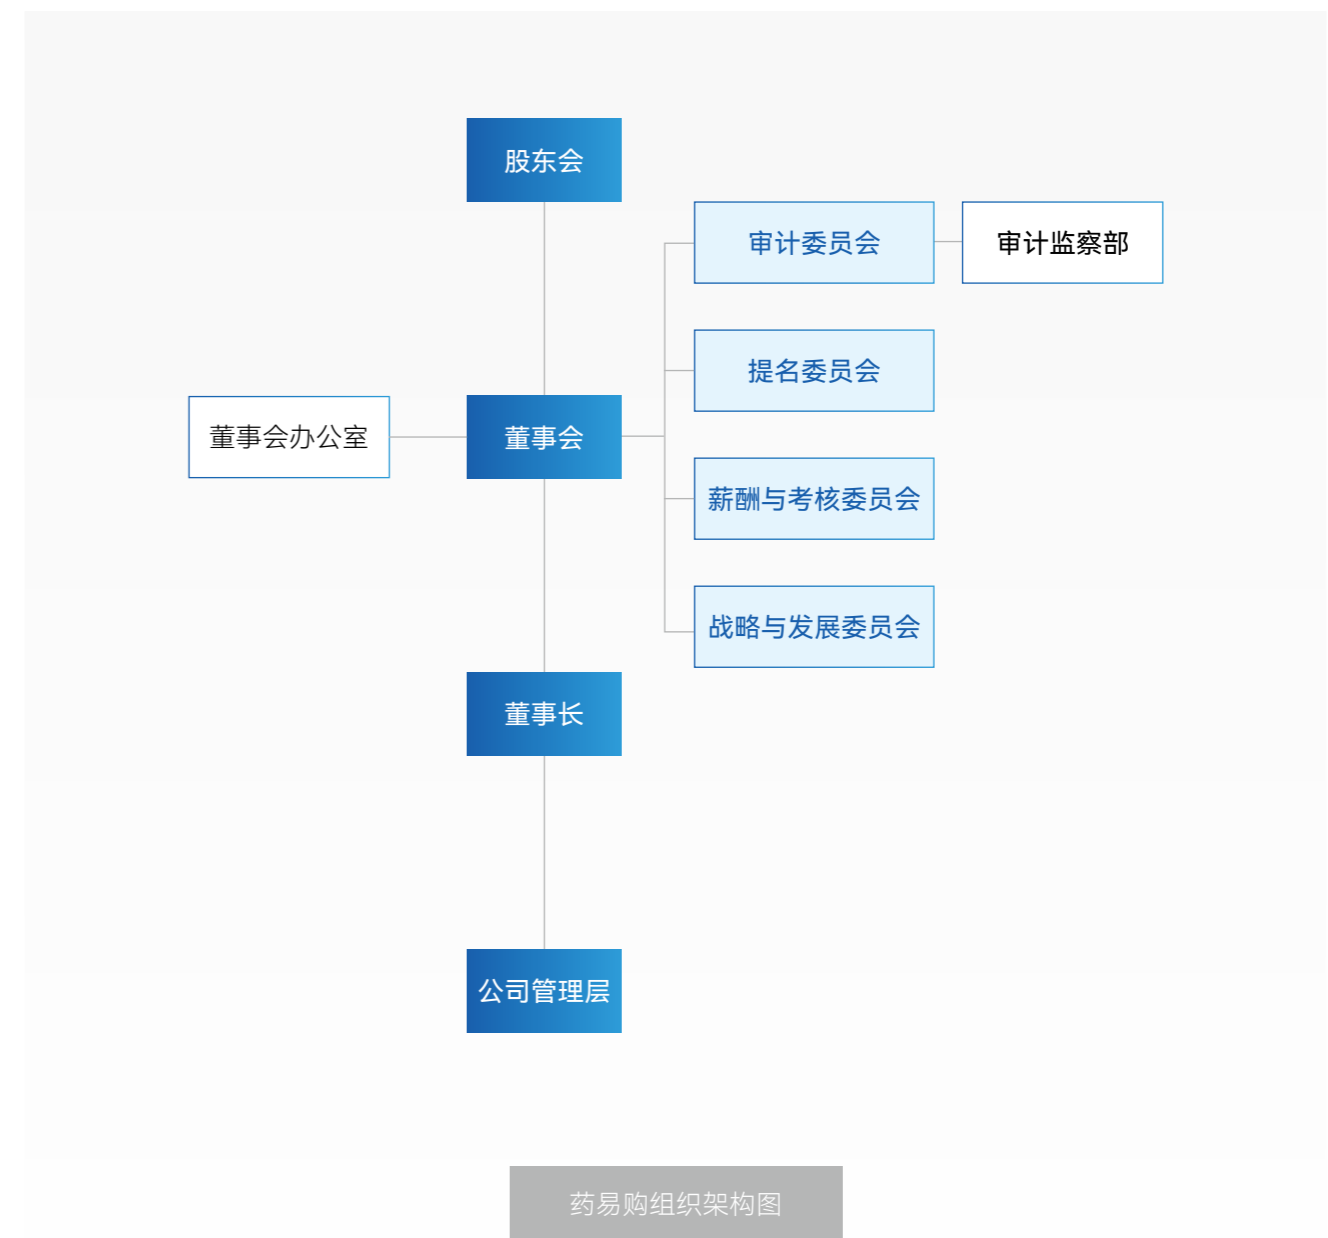 股东会
审计委员会
审计监察部
提名委员会
董事会办公室
董事会
薪酬与考核委员会
战略与发展委员会
董事长
公司管理层
药易购组织架构图